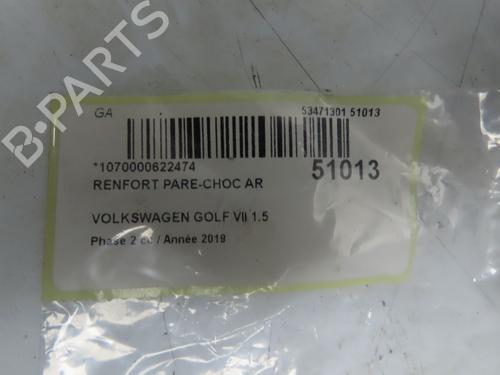 GA 53471301 51013
*1070000622474 51013
RENFORT PARE-CHOC AR
VOLKSWAGEN GOLF VII 1.5
Phase 2 cc / Année 2019
B-PARTS